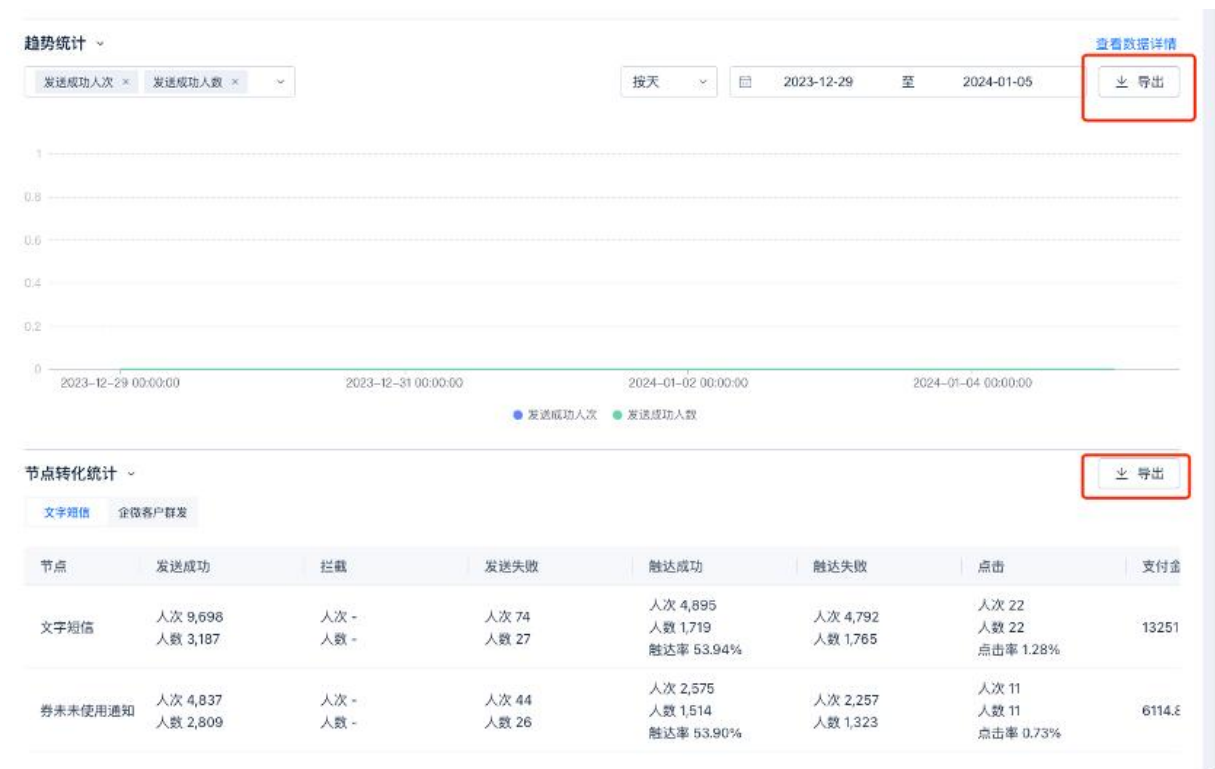 趋势统计
查看数据详情
发送成功人次 × 发送成功人数 × 按天 2023-12-29 至 2024-01-05 导出
1
0.8
0.6
0.4
0.2
0
2023-12-29 00:00:00 2023-12-31 00:00:00 2024-01-02 00:00:00 2024-01-04 00:00:00
发送成功人次 发送成功人数
节点转化统计 导出
文字短信 企微客户群发
节点 发送成功 拦截 发送失败 触达成功 触达失败 点击 支付金
文字短信 人次 9,698 人次 - 人次 74 人次 4,895 人次 4,792 人次 22 13251
人数 3,187 人数 - 人数 27 人数 1,719 人数 1,765 人数 22
触达率 53.94% 点击率 1.28%
券未未使用通知 人次 4,837 人次 - 人次 44 人次 2,575 人次 2,257 人次 11 6114.8
人数 2,809 人数 - 人数 26 人数 1,514 人数 1,323 人数 11
触达率 53.90% 点击率 0.73%